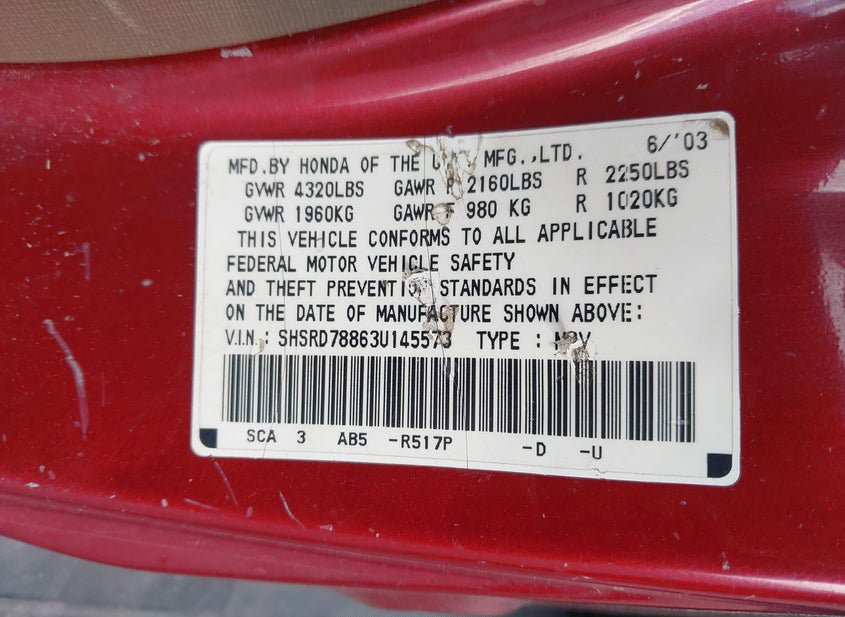 MFD.BY HONDA OF THE MFG.,LTD. 6/'03
GVWR 4320LBS GAWR F 2160LBS R 2250LBS
GVWR 1960KG GAWR F 980 KG R 1020KG
THIS VEHICLE CONFORMS TO ALL APPLICABLE
FEDERAL MOTOR VEHICLE SAFETY
AND THEFT PREVENTION STANDARDS IN EFFECT
ON THE DATE OF MANUFACTURE SHOWN ABOVE:
V.I.N.: SHSRD78863U145573 TYPE : MPV
SCA 3 AB5 -R517P -D -U